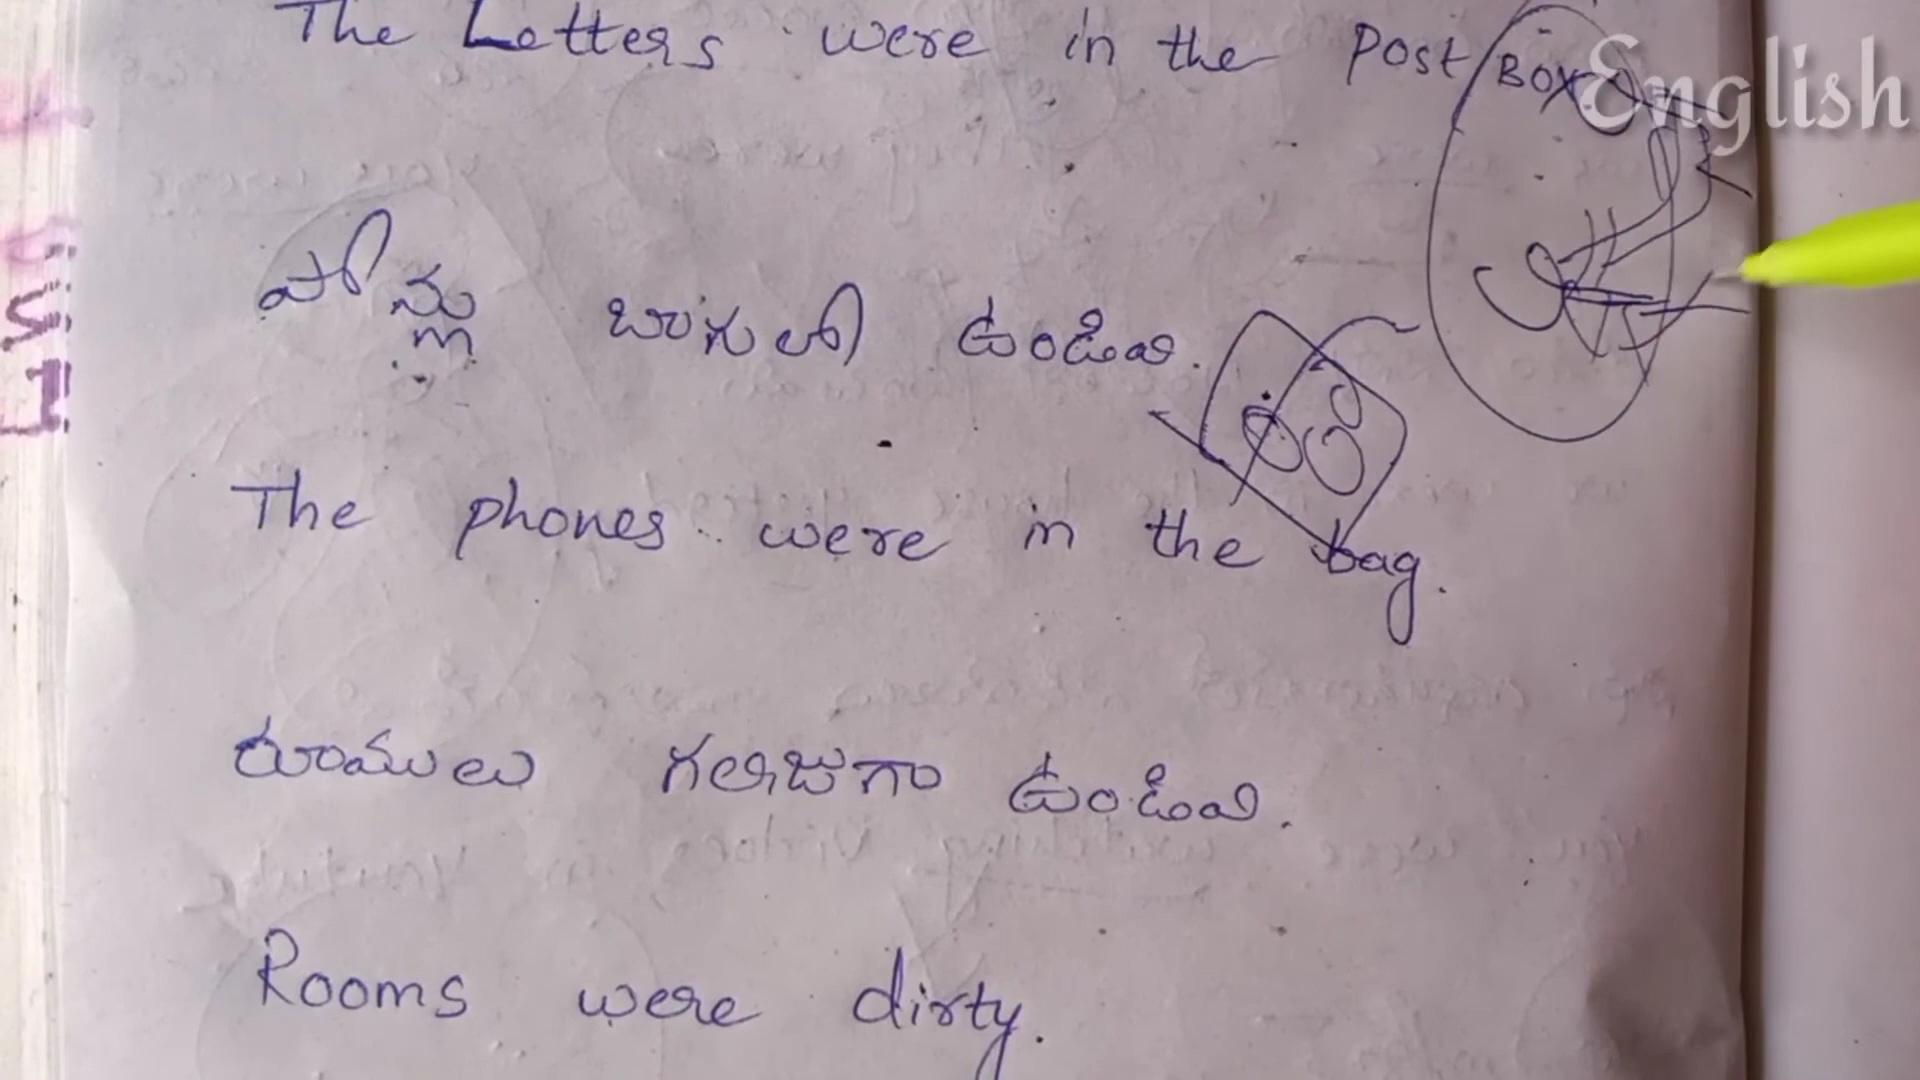 The Letters were in the Post Box
English
ఫోన్లు బాగులో ఉండేవి.
The phones were in the bag.
రూములు గలీజుగా ఉండేవి.
Rooms were dirty.